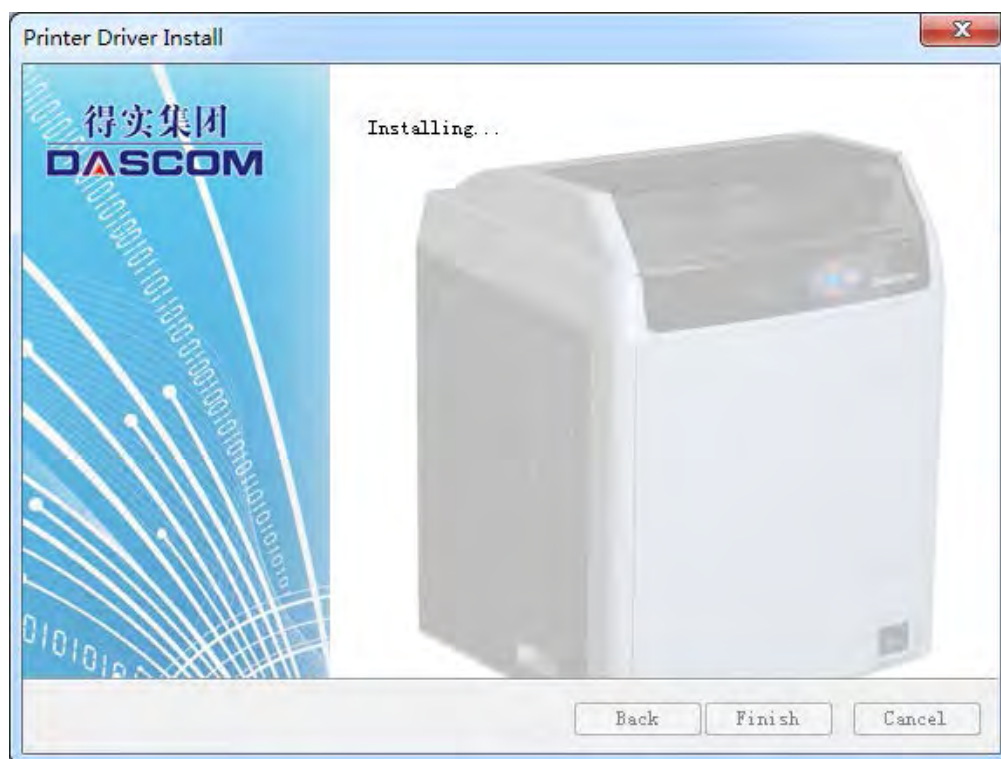 Printer Driver Install
得实集团
DASCOM
Installing...
Back
Finish
Cancel